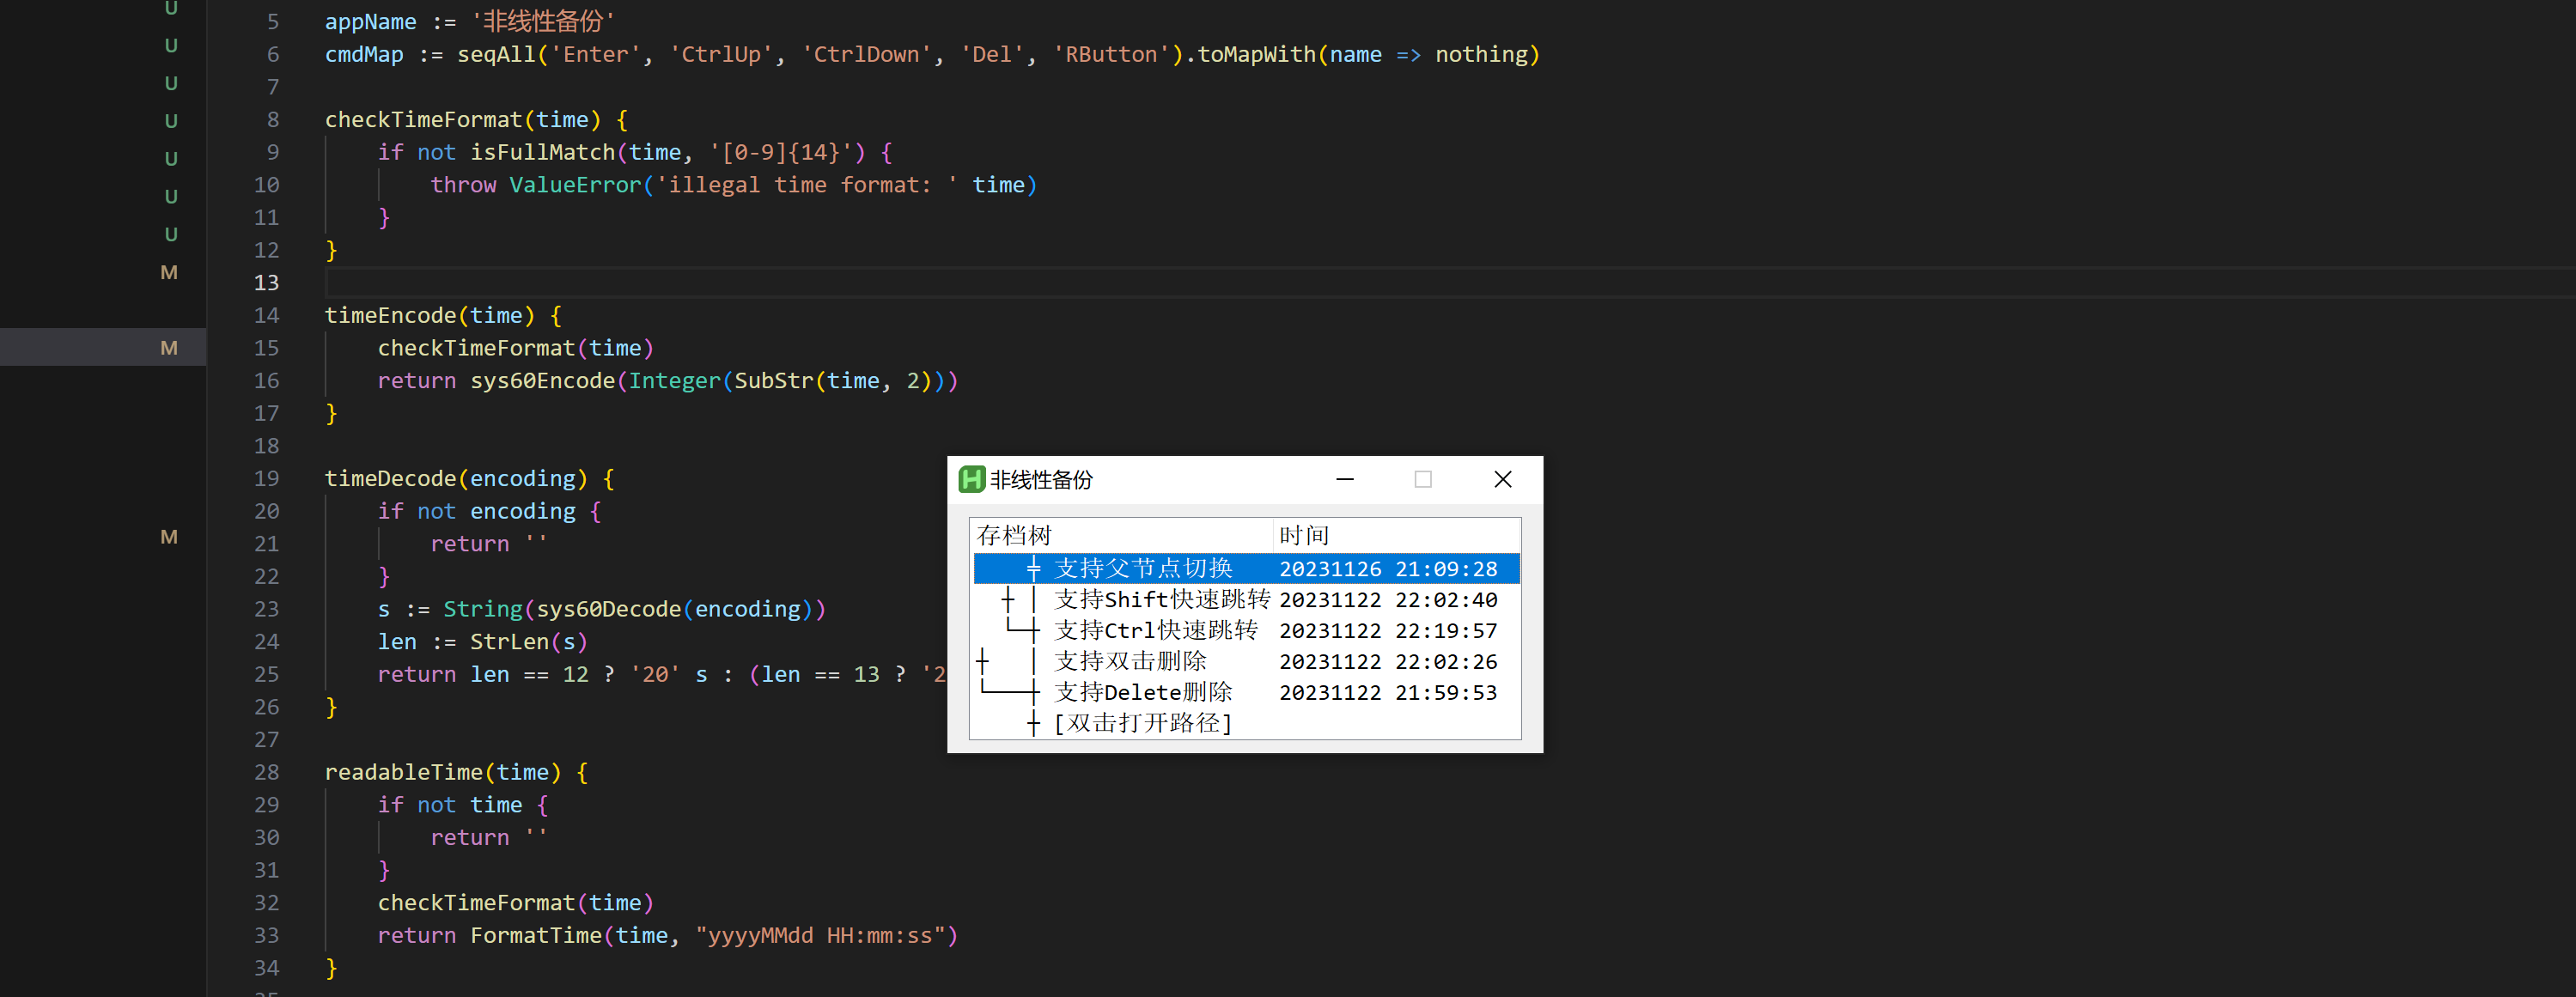 U
U
U
U
U
U
U
M
M
M
5 appName := '非线性备份'
6 cmdMap := seqAll('Enter', 'CtrlUp', 'CtrlDown', 'Del', 'RButton').toMapWith(name => nothing)
7
8 checkTimeFormat(time) {
9 if not isFullMatch(time, '[0-9]{14}') {
10 throw ValueError('illegal time format: ' time)
11 }
12 }
13
14 timeEncode(time) {
15 checkTimeFormat(time)
16 return sys60Encode(Integer(SubStr(time, 2)))
17 }
18
19 timeDecode(encoding) {
20 if not encoding {
21 return ''
22 }
23 s := String(sys60Decode(encoding))
24 len := StrLen(s)
25 return len == 12 ? '20' s : (len == 13 ? '2
26 }
27
28 readableTime(time) {
29 if not time {
30 return ''
31 }
32 checkTimeFormat(time)
33 return FormatTime(time, "yyyyMMdd HH:mm:ss")
34 }
非线性备份
存档树 时间
╪ 支持父节点切换 20231126 21:09:28
┼ │ 支持Shift快速跳转 20231122 22:02:40
└─┼ 支持Ctrl快速跳转 20231122 22:19:57
┼ │ 支持双击删除 20231122 22:02:26
└───┼ 支持Delete删除 20231122 21:59:53
┼ [双击打开路径]